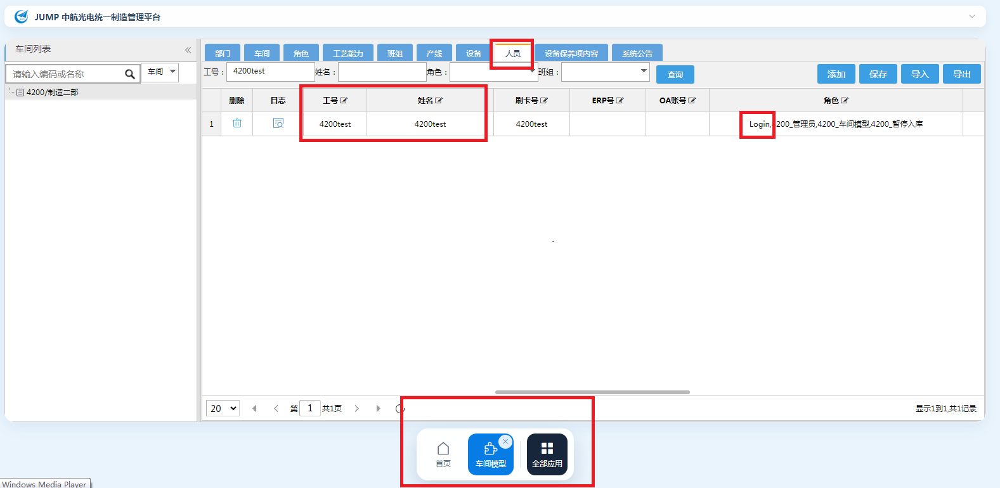 JUMP 中航光电统一制造管理平台
车间列表
请输入编码或名称 车间
4200/制造二部
部门 车间 角色 工艺能力 班组 产线 设备 人员 设备保养项内容 系统公告
工号: 4200test 姓名: 角色: 班组: 查询 添加 保存 导入 导出
删除 日志 工号 姓名 刷卡号 ERP号 OA账号 角色
1 4200test 4200test 4200test Login,4200_管理员,4200_车间模型,4200_暂停入库
20 第 1 共1页 显示1到1,共1记录
首页 车间模型 全部应用
Windows Media Player